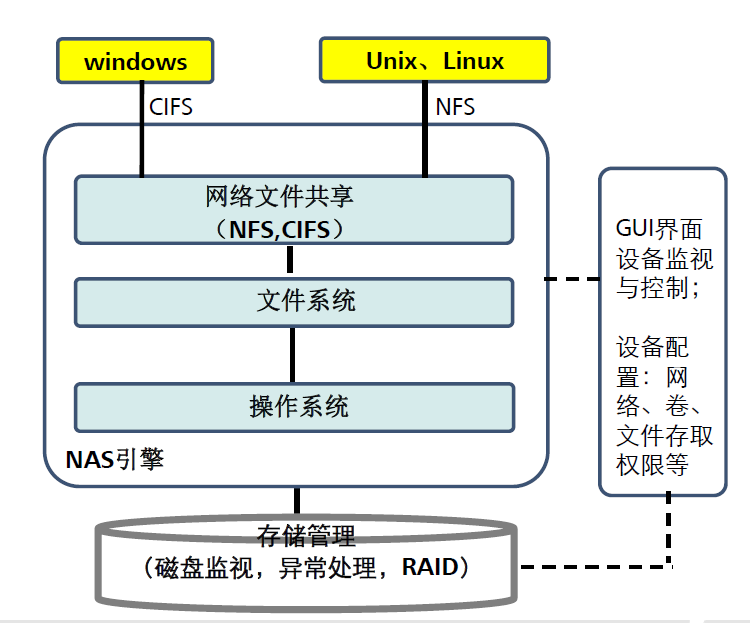 windows
Unix、Linux
CIFS
NFS
网络文件共享
（NFS,CIFS）
文件系统
操作系统
NAS引擎
GUI界面
设备监视
与控制；
设备配
置：网
络、卷、
文件存取
权限等
存储管理
（磁盘监视，异常处理，RAID）